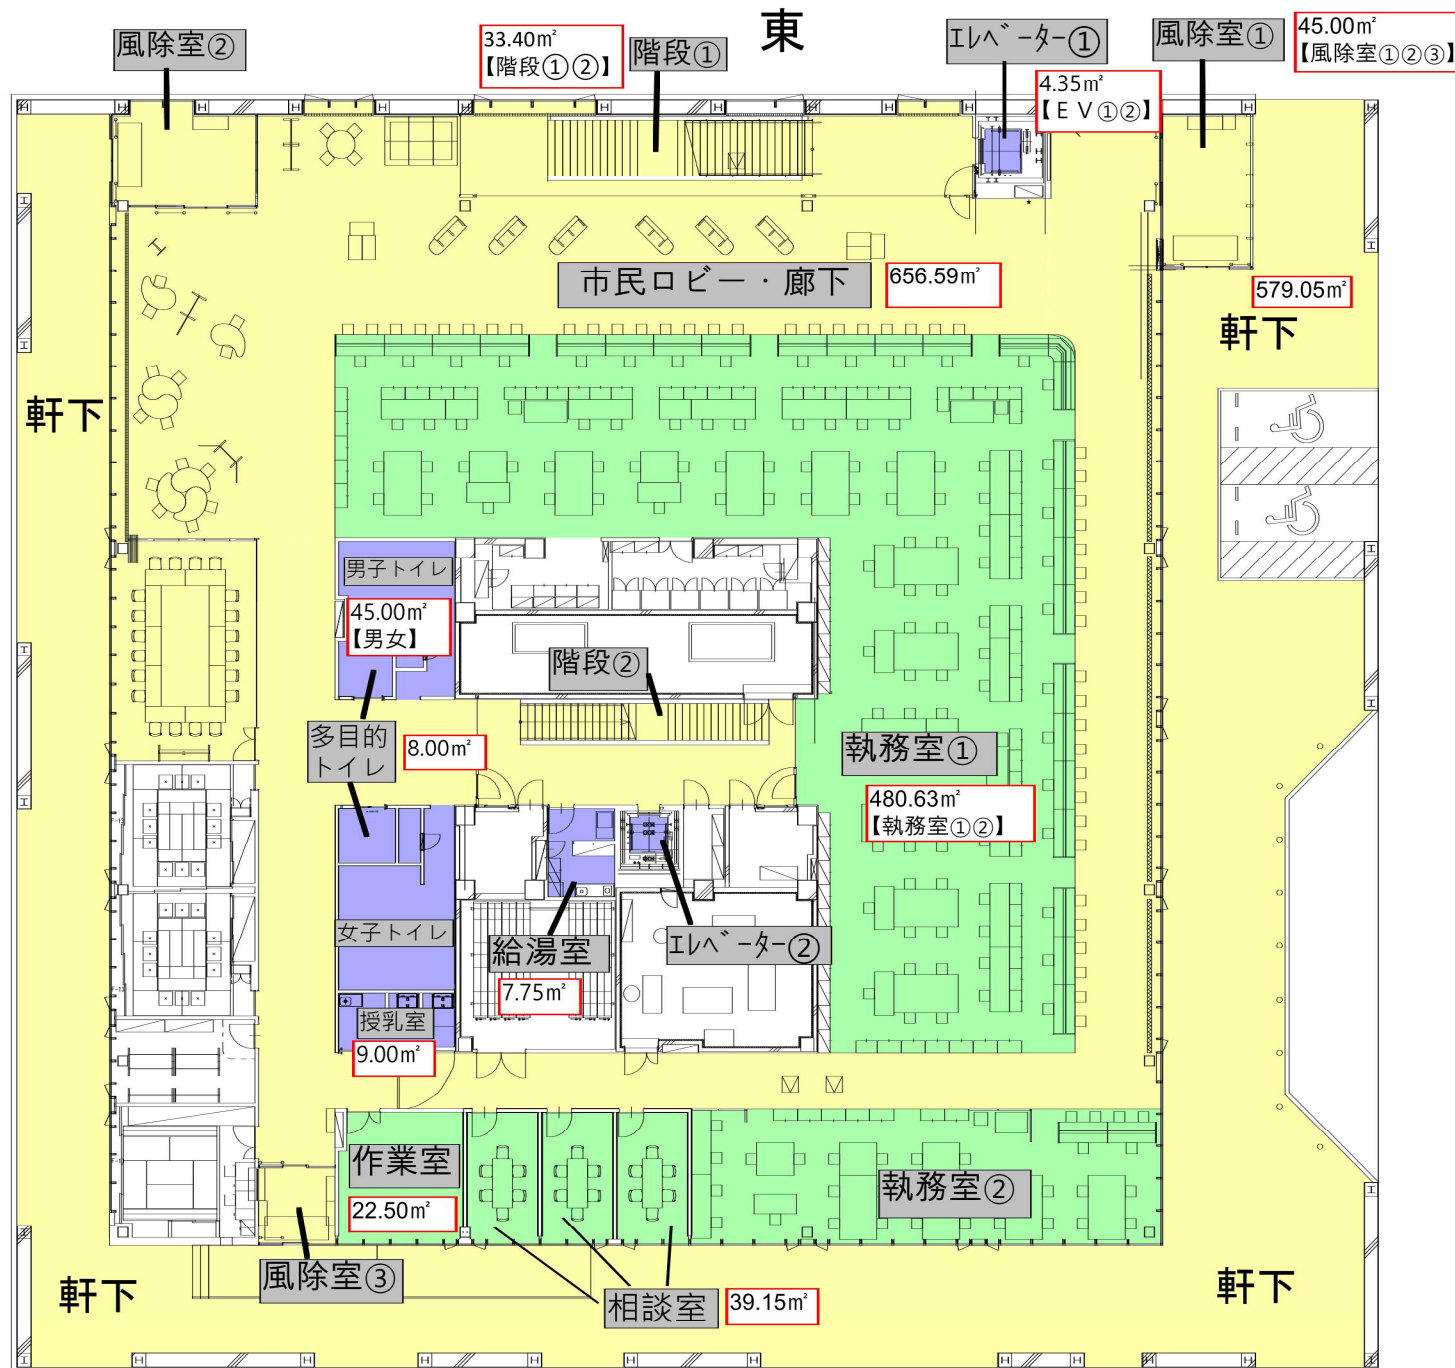 東
風除室②
33.40㎡
【階段①②】
階段①
エレベーター①
4.35㎡
【ＥＶ①②】
風除室①
45.00㎡
【風除室①②③】
市民ロビー・廊下
656.59㎡
579.05㎡
軒下
軒下
男子トイレ
45.00㎡
【男女】
階段②
多目的
トイレ
8.00㎡
執務室①
480.63㎡
【執務室①②】
女子トイレ
給湯室
7.75㎡
エレベーター②
授乳室
9.00㎡
作業室
22.50㎡
執務室②
風除室③
相談室
39.15㎡
軒下
軒下